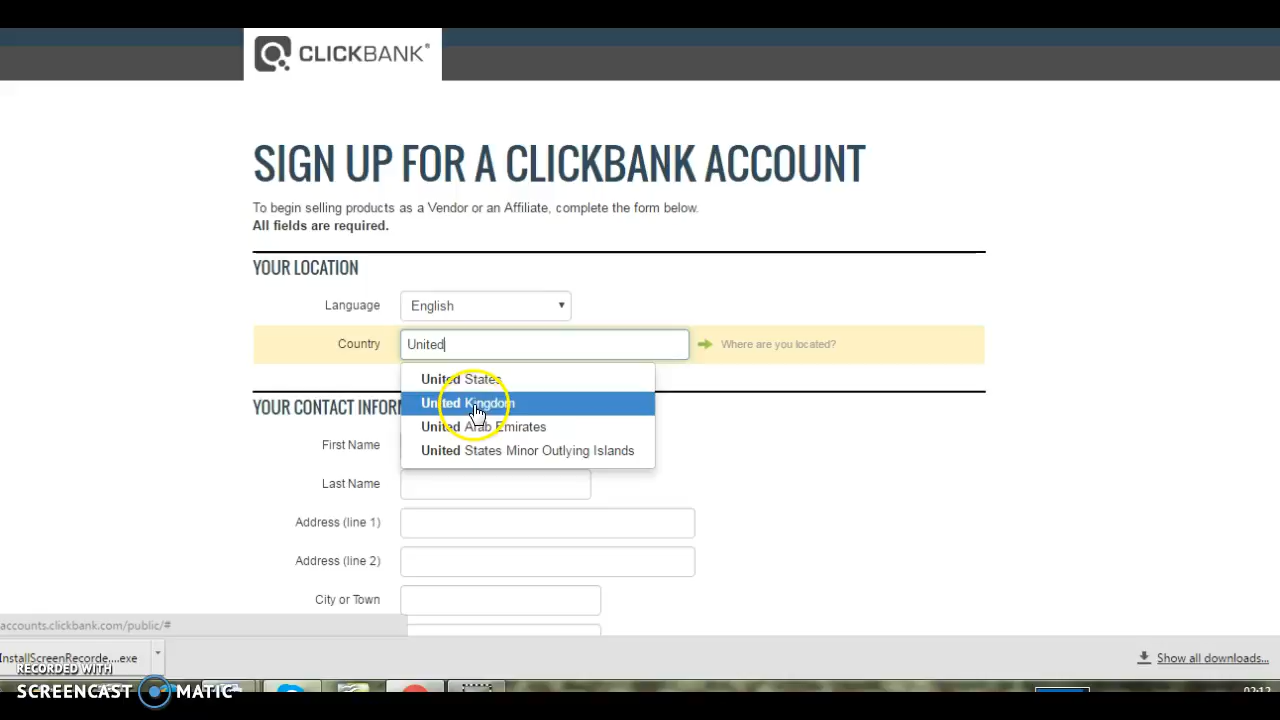 CLICKBANK®
SIGN UP FOR A CLICKBANK ACCOUNT
To begin selling products as a Vendor or an Affiliate, complete the form below.
All fields are required.
YOUR LOCATION
Language English
Country United Where are you located?
United States
YOUR CONTACT INFOR United Kingdom
United Arab Emirates
First Name
United States Minor Outlying Islands
Last Name
Address (line 1)
Address (line 2)
City or Town
accounts.clickbank.com/public/#
InstallScreenRecorde....exe Show all downloads...
RECORDED WITH
SCREENCAST MATIC
02:12